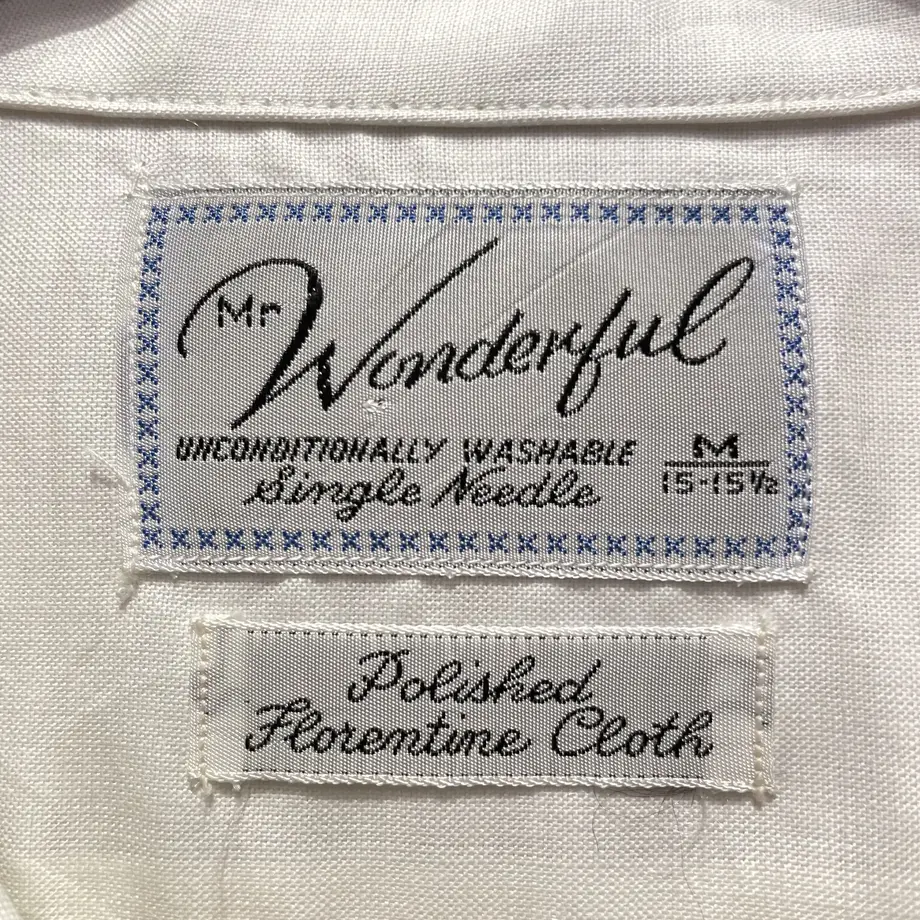 Mr
Wonderful
UNCONDITIONALLY WASHABLE
Single Needle
M
15-15½
Polished
Florentine Cloth